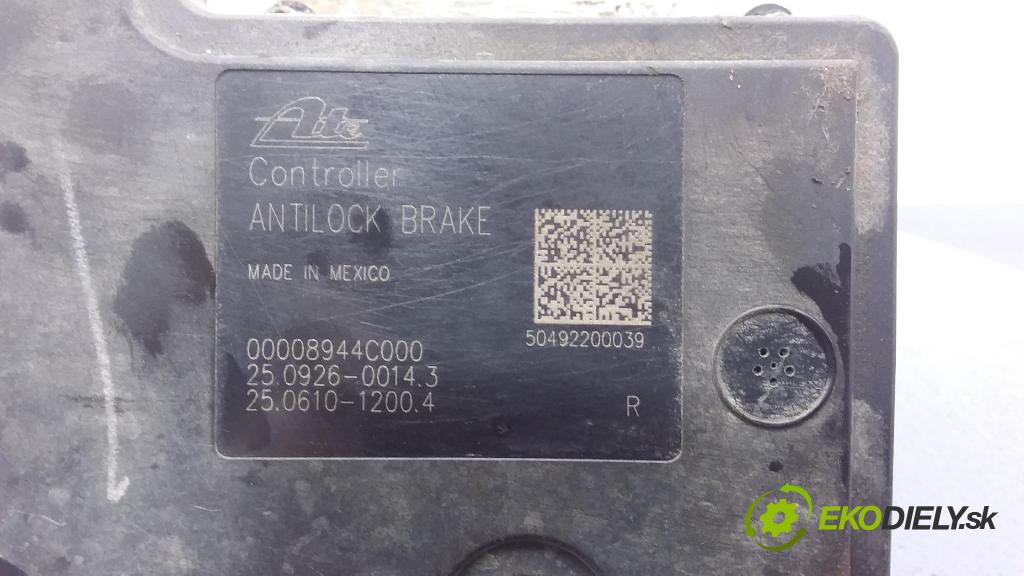 Ate
Controller
ANTILOCK BRAKE
MADE IN MEXICO
50492200039
00008944C000
25.0926-0014.3
25.0610-1200.4
R
EKODIELY.sk